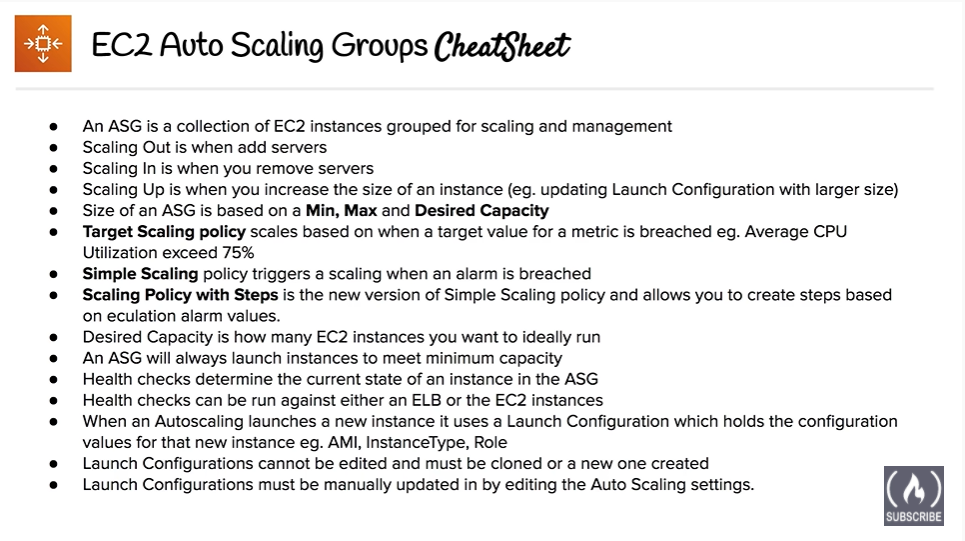 EC2 Auto Scaling Groups CheatSheet
● An ASG is a collection of EC2 instances grouped for scaling and management
● Scaling Out is when add servers
● Scaling In is when you remove servers
● Scaling Up is when you increase the size of an instance (eg. updating Launch Configuration with larger size)
● Size of an ASG is based on a Min, Max and Desired Capacity
● Target Scaling policy scales based on when a target value for a metric is breached eg. Average CPU
Utilization exceed 75%
● Simple Scaling policy triggers a scaling when an alarm is breached
● Scaling Policy with Steps is the new version of Simple Scaling policy and allows you to create steps based
on eculation alarm values.
● Desired Capacity is how many EC2 instances you want to ideally run
● An ASG will always launch instances to meet minimum capacity
● Health checks determine the current state of an instance in the ASG
● Health checks can be run against either an ELB or the EC2 instances
● When an Autoscaling launches a new instance it uses a Launch Configuration which holds the configuration
values for that new instance eg. AMI, InstanceType, Role
● Launch Configurations cannot be edited and must be cloned or a new one created
● Launch Configurations must be manually updated in by editing the Auto Scaling settings.
SUBSCRIBE